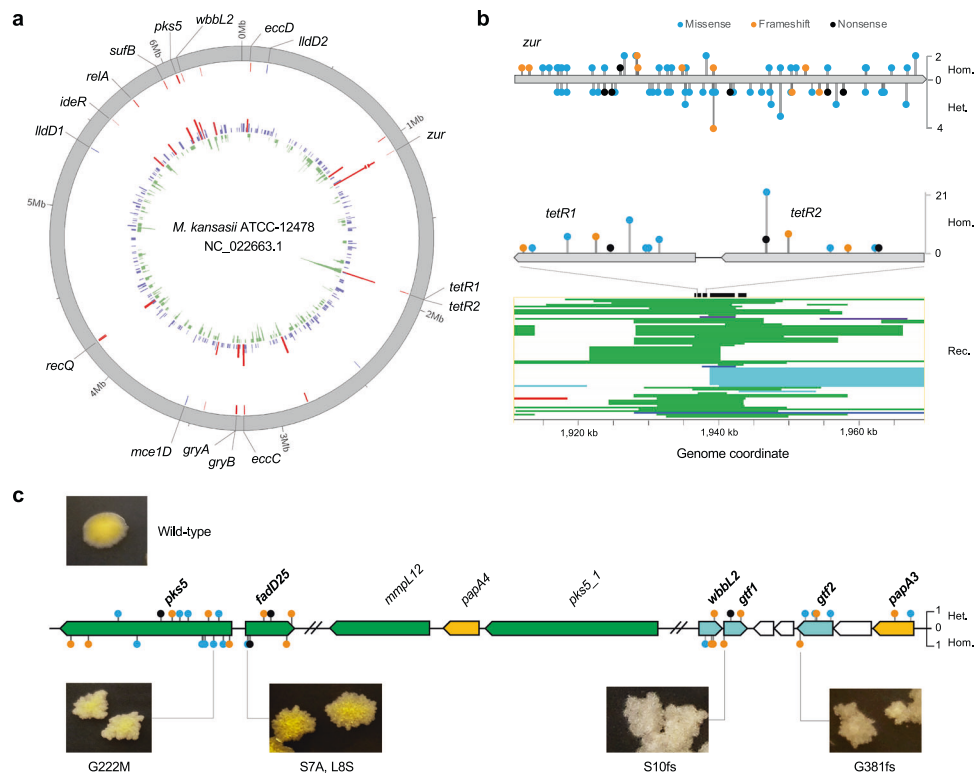 a
pks5
wbbL2
sufB
6Mb
0Mb
eccD
lldD2
relA
ideR
lldD1
1Mb
zur
5Mb
M. kansasii ATCC-12478
NC_022663.1
tetR1
tetR2
2Mb
recQ
4Mb
mce1D
gryA
gryB
eccC
3Mb
b
Missense Frameshift Nonsense
zur
2
0
4
Hom.
Het.
tetR1
tetR2
21
0
Hom.
Rec.
1,920 kb 1,940 kb 1,960 kb
Genome coordinate
c
Wild-type
pks5 fadD25 mmpL12 papA4 pks5_1 wbbL2 gtf1 gtf2 papA3
1 Het.
0
1 Hom.
G222M S7A, L8S S10fs G381fs